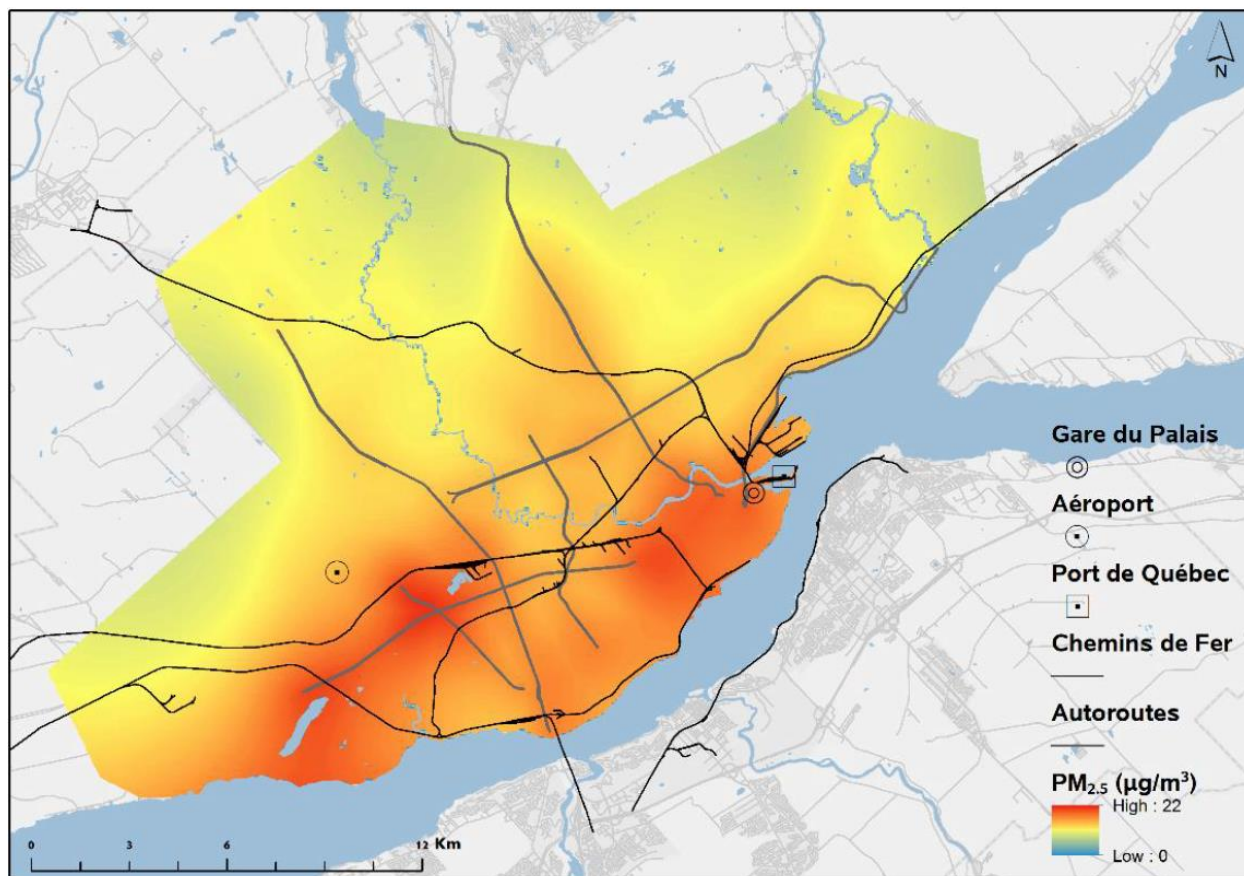 N
Gare du Palais
Aéroport
Port de Québec
Chemins de Fer
Autoroutes
PM2.5 (µg/m³)
High : 22
Low : 0
0 3 6 12 Km